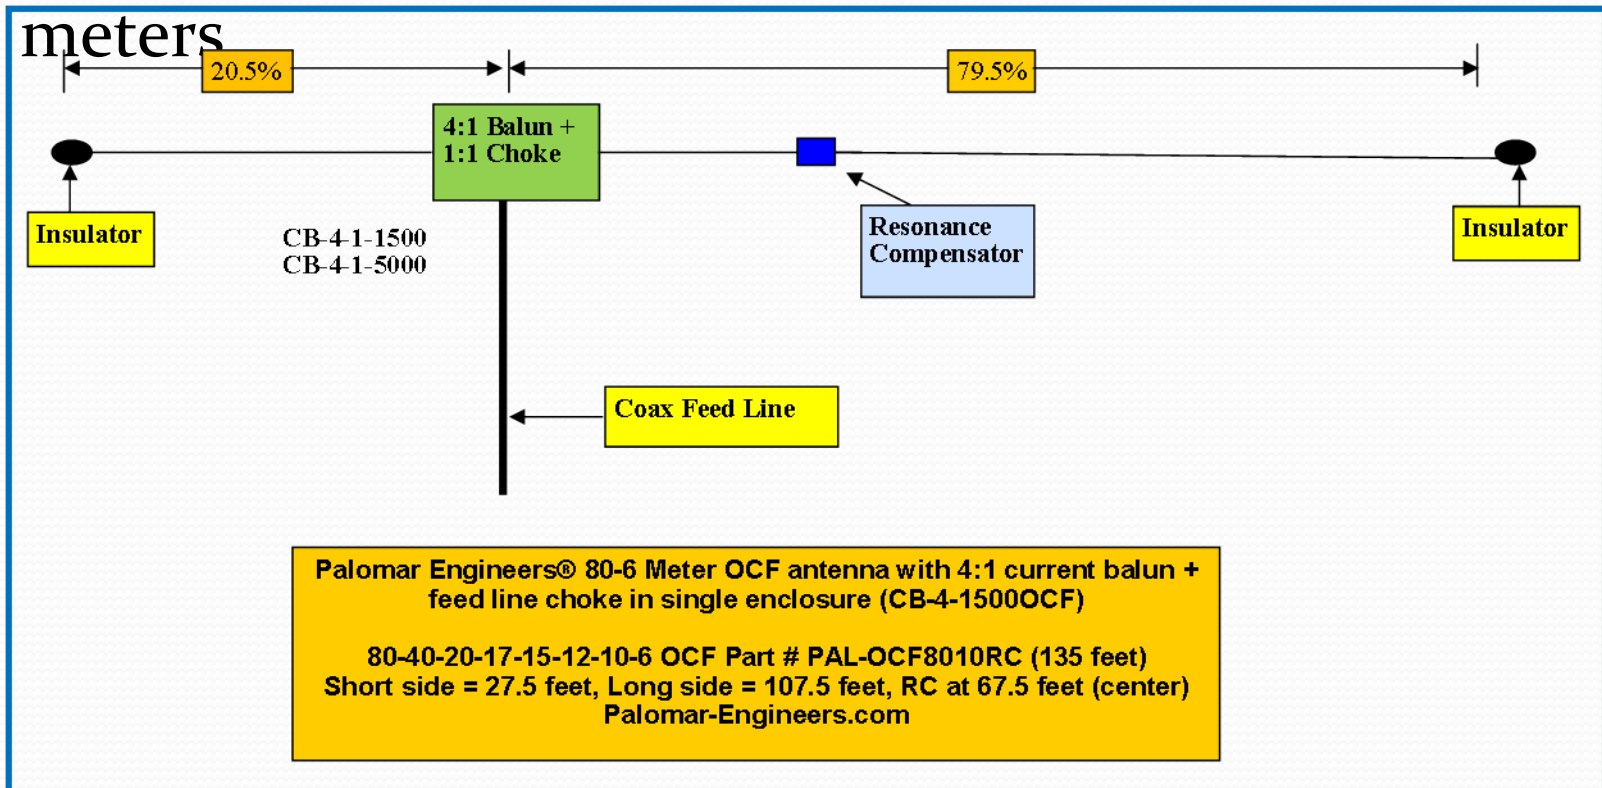 meters
20.5%
79.5%
4:1 Balun +
1:1 Choke
Insulator
CB-4-1-1500
CB-4-1-5000
Resonance
Compensator
Insulator
Coax Feed Line
Palomar Engineers® 80-6 Meter OCF antenna with 4:1 current balun +
feed line choke in single enclosure (CB-4-1500OCF)
80-40-20-17-15-12-10-6 OCF Part # PAL-OCF8010RC (135 feet)
Short side = 27.5 feet, Long side = 107.5 feet, RC at 67.5 feet (center)
Palomar-Engineers.com